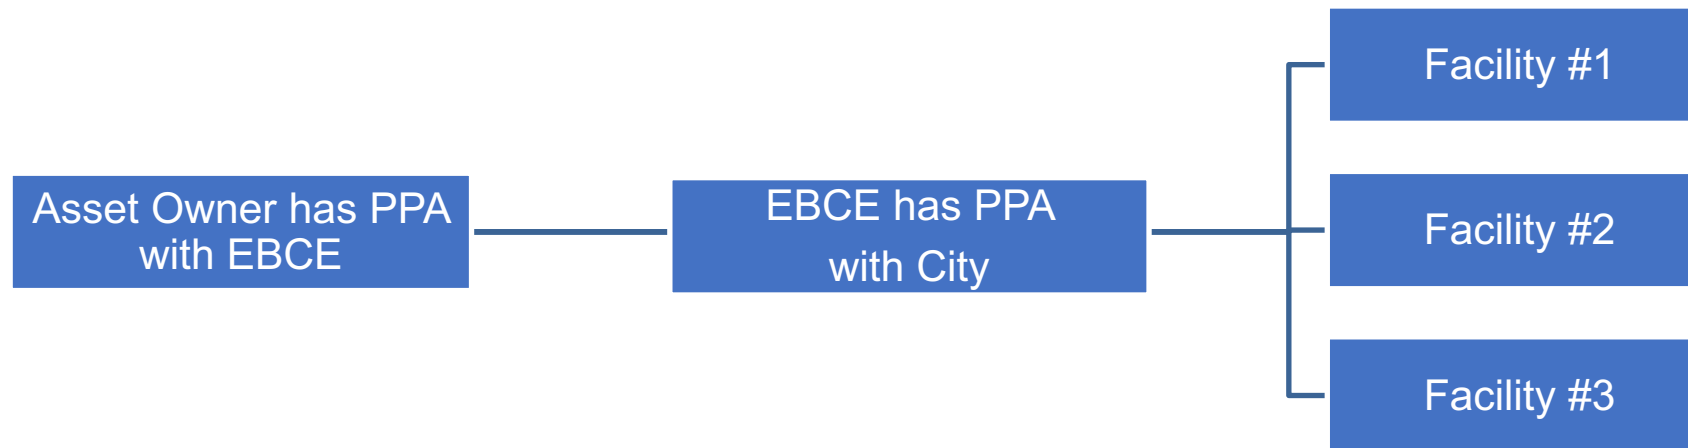 Asset Owner has PPA
with EBCE
EBCE has PPA
with City
Facility #1
Facility #2
Facility #3